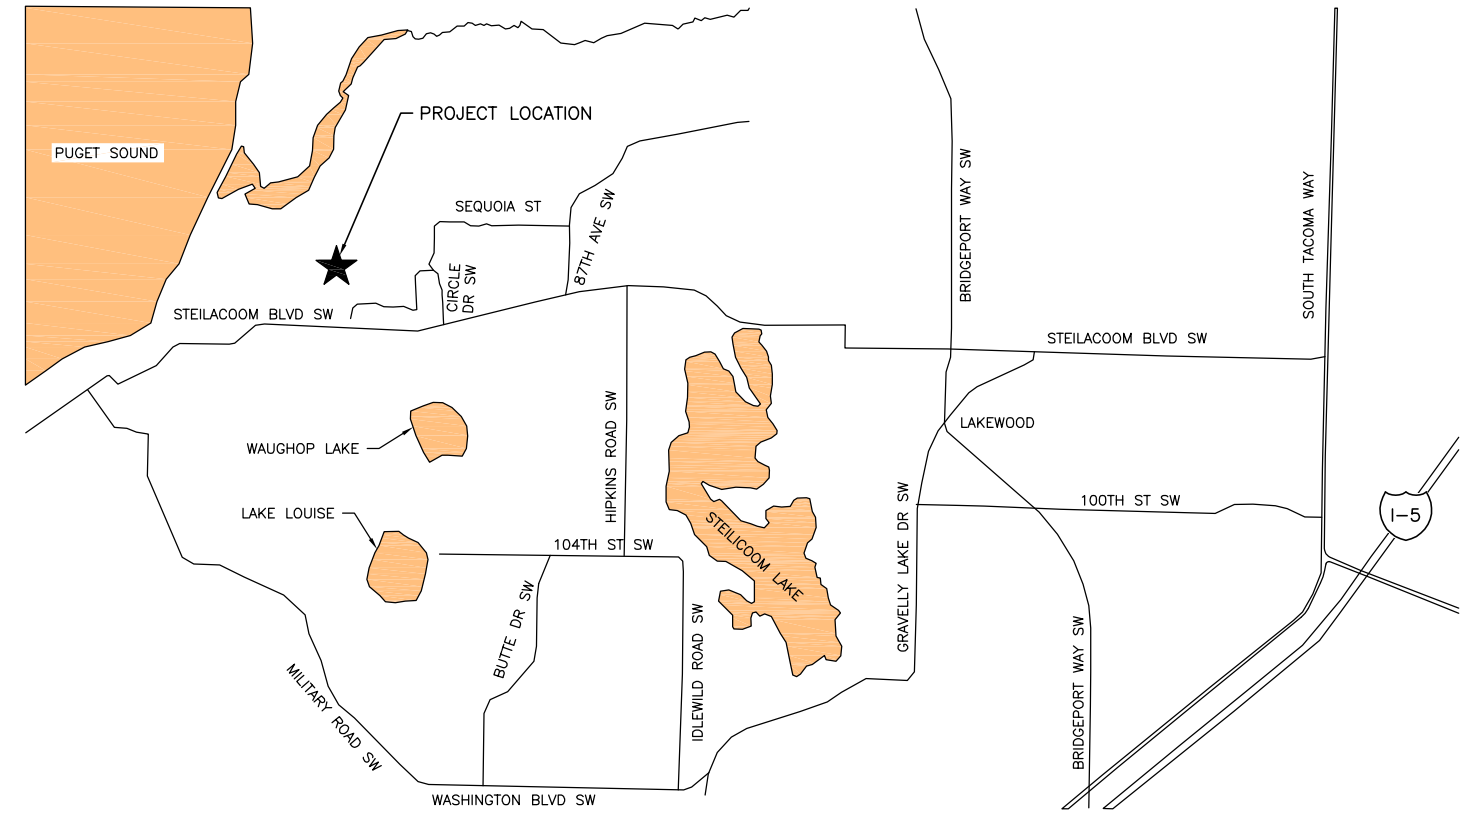 PROJECT LOCATION
PUGET SOUND
SEQUOIA ST
87TH AVE SW
BRIDGEPORT WAY SW
SOUTH TACOMA WAY
CIRCLE
DR SW
STEILACOOM BLVD SW
STEILACOOM BLVD SW
HIPKINS ROAD SW
LAKEWOOD
WAUGHOP LAKE
LAKE LOUISE
100TH ST SW
I-5
STEILICOOM LAKE
104TH ST SW
GRAVELLY LAKE DR SW
BUTTE DR SW
IDLEWILD ROAD SW
BRIDGEPORT WAY SW
MILITARY ROAD SW
WASHINGTON BLVD SW